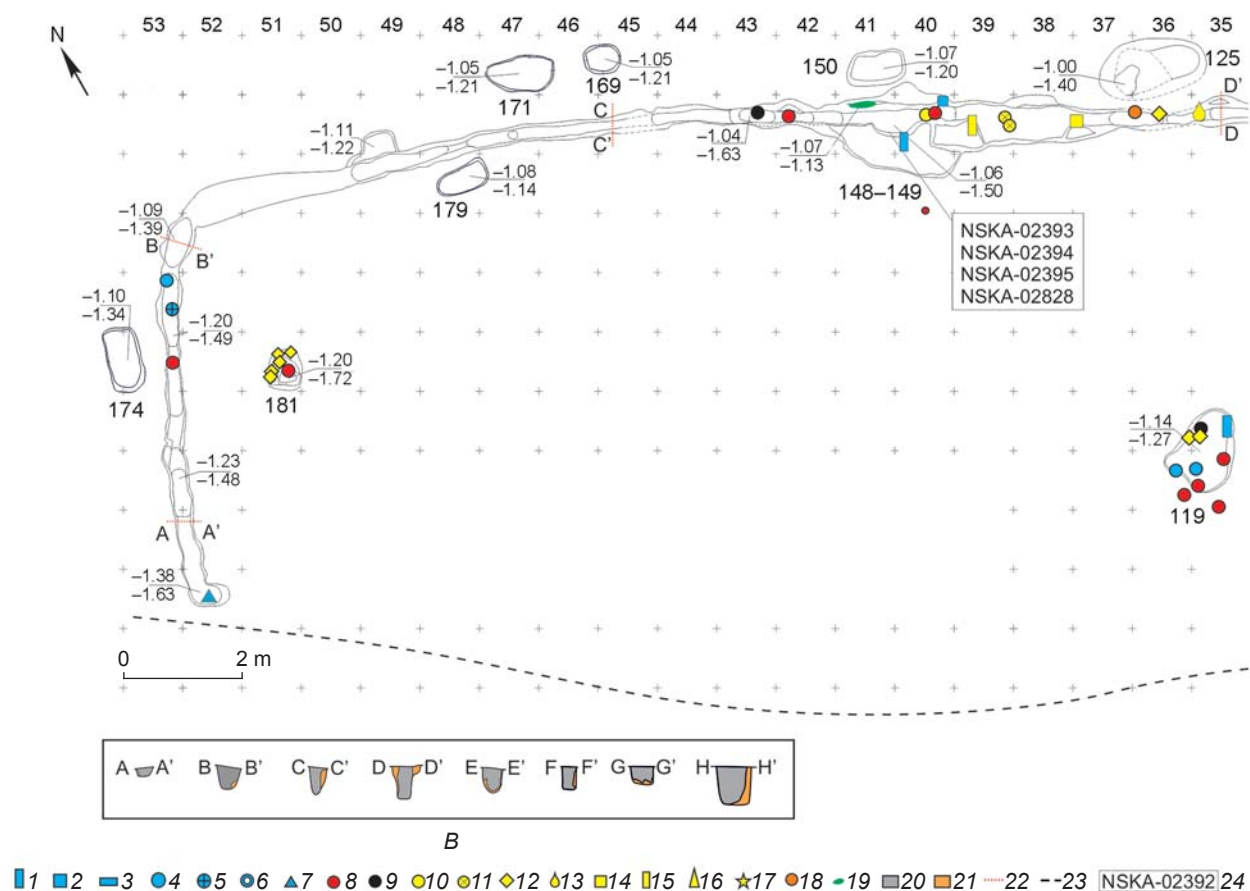 N
53 52 51 50 49 48 47 46 45 44 43 42 41 40 39 38 37 36 35
–1.05
–1.21
171
169
–1.05
–1.21
150
–1.07
–1.20
–1.00
–1.40
125
–1.11
–1.22
C
C'
–1.04
–1.63
–1.07
–1.13
–1.06
–1.50
D'
D
–1.08
–1.14
179
148–149
–1.09
–1.39
B
B'
NSKA-02393
NSKA-02394
NSKA-02395
NSKA-02828
–1.10
–1.34
174
–1.20
–1.49
–1.20
–1.72
181
–1.14
–1.27
119
–1.23
–1.48
A A'
–1.38
–1.63
0 2 m
A A' B B' C C' D D' E E' F F' G G' H H'
B
1 2 3 4 5 6 7 8 9 10 11 12 13 14 15 16 17 18 19 20 21 22 23 NSKA-02392 24